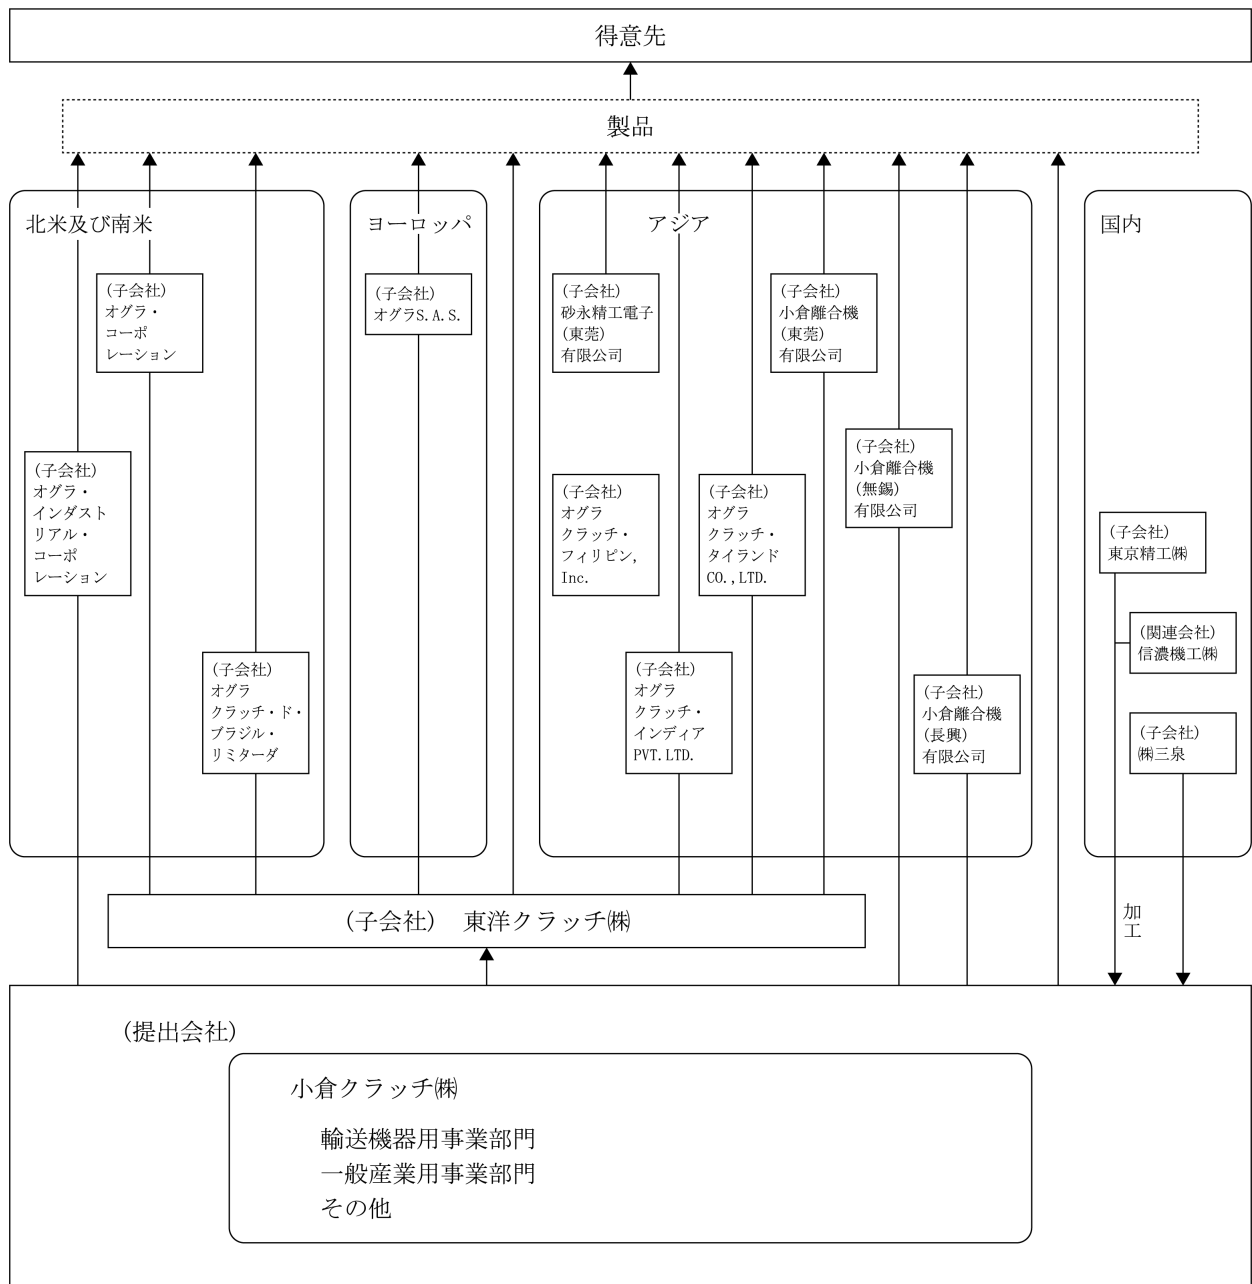 得意先
製品
北米及び南米
(子会社)
オグラ・
コーポ
レーション
(子会社)
オグラ・
インダスト
リアル・
コーポ
レーション
(子会社)
オグラ
クラッチ・ド・
ブラジル・
リミターダ
ヨーロッパ
(子会社)
オグラS.A.S.
アジア
(子会社)
砂永精工電子
(東莞)
有限公司
(子会社)
小倉離合機
(東莞)
有限公司
(子会社)
小倉離合機
(無錫)
有限公司
(子会社)
オグラ
クラッチ・
フィリピン,
Inc.
(子会社)
オグラ
クラッチ・
タイランド
CO.,LTD.
(子会社)
オグラ
クラッチ・
インディア
PVT.LTD.
(子会社)
小倉離合機
(長興)
有限公司
国内
(子会社)
東京精工㈱
(関連会社)
信濃機工㈱
(子会社)
㈱三泉
加
工
(子会社) 東洋クラッチ㈱
(提出会社)
小倉クラッチ㈱
輸送機器用事業部門
一般産業用事業部門
その他